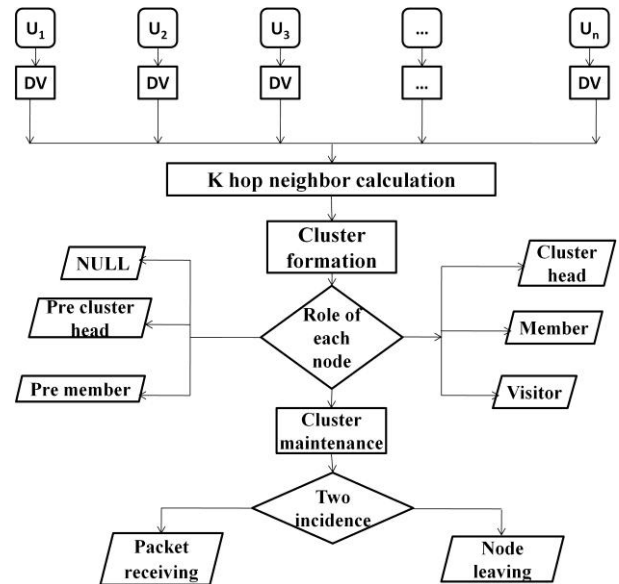 U1 U2 U3 ... Un
DV DV DV ... DV
K hop neighbor calculation
Cluster
formation
NULL
Pre cluster
head
Pre member
Role of
each
node
Cluster
head
Member
Visitor
Cluster
maintenance
Two
incidence
Packet
receiving
Node
leaving